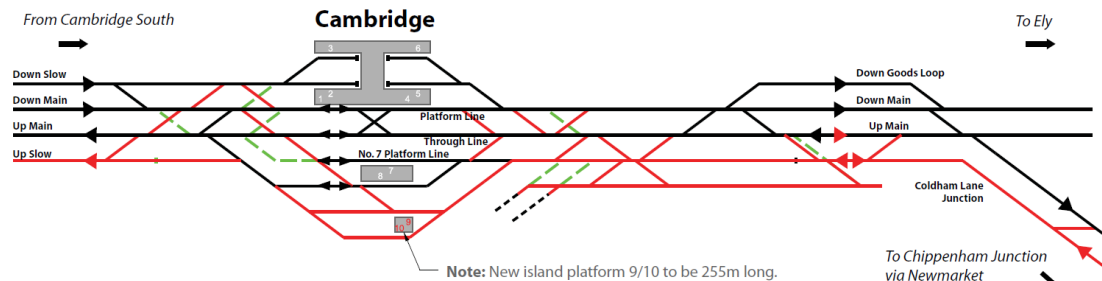 From Cambridge South
Cambridge
To Ely
3
6
Down Slow
Down Goods Loop
1 2
4 5
Down Main
Platform Line
Down Main
Up Main
Through Line
Up Main
Up Slow
No. 7 Platform Line
8 7
Coldham Lane
Junction
10 9
To Chippenham Junction
via Newmarket
Note: New island platform 9/10 to be 255m long.